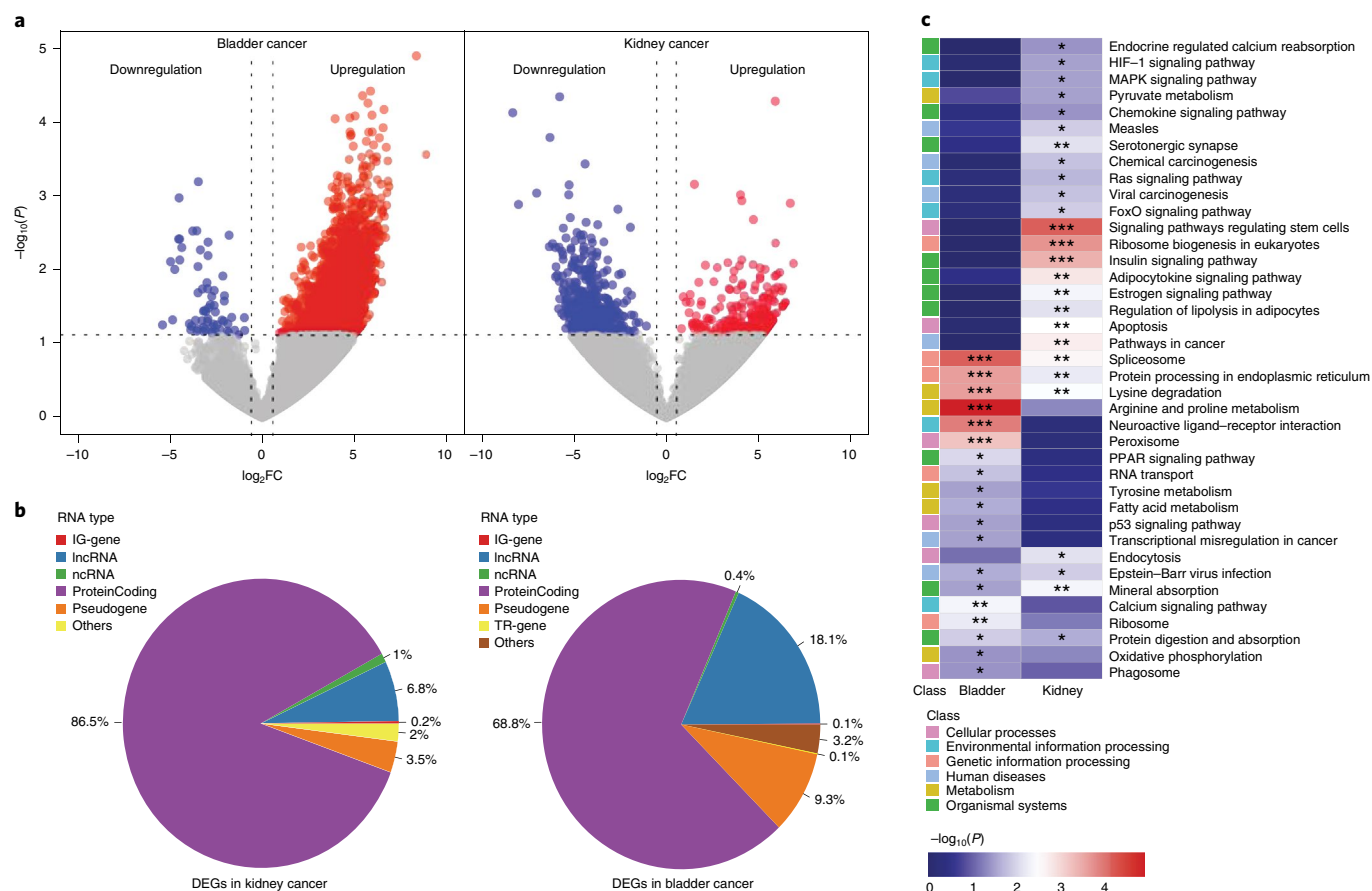 a
Bladder cancer
Downregulation
Upregulation
Kidney cancer
Downregulation
Upregulation
5
4
3
2
1
0
−log10(P)
−10
−5
0
5
10
log2FC
−10
−5
0
5
10
log2FC
b
RNA type
IG-gene
lncRNA
ncRNA
ProteinCoding
Pseudogene
Others
1%
6.8%
0.2%
2%
3.5%
86.5%
DEGs in kidney cancer
RNA type
IG-gene
lncRNA
ncRNA
ProteinCoding
Pseudogene
TR-gene
Others
0.4%
18.1%
0.1%
3.2%
0.1%
9.3%
68.8%
DEGs in bladder cancer
c
* Endocrine regulated calcium reabsorption
* HIF−1 signaling pathway
* MAPK signaling pathway
* Pyruvate metabolism
* Chemokine signaling pathway
* Measles
** Serotonergic synapse
* Chemical carcinogenesis
* Ras signaling pathway
* Viral carcinogenesis
* FoxO signaling pathway
*** Signaling pathways regulating stem cells
*** Ribosome biogenesis in eukaryotes
*** Insulin signaling pathway
** Adipocytokine signaling pathway
** Estrogen signaling pathway
** Regulation of lipolysis in adipocytes
** Apoptosis
** Pathways in cancer
*** ** Spliceosome
*** ** Protein processing in endoplasmic reticulum
*** ** Lysine degradation
*** Arginine and proline metabolism
*** Neuroactive ligand–receptor interaction
*** Peroxisome
* PPAR signaling pathway
* RNA transport
* Tyrosine metabolism
* Fatty acid metabolism
* p53 signaling pathway
* Transcriptional misregulation in cancer
* Endocytosis
* * Epstein–Barr virus infection
* ** Mineral absorption
** Calcium signaling pathway
** Ribosome
* * Protein digestion and absorption
* Oxidative phosphorylation
* Phagosome
Class Bladder Kidney
Class
Cellular processes
Environmental information processing
Genetic information processing
Human diseases
Metabolism
Organismal systems
−log10(P)
0 1 2 3 4